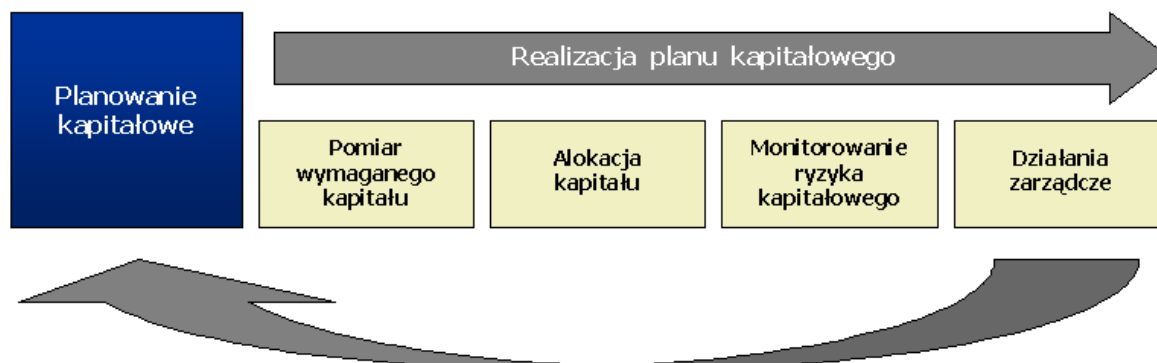 Planowanie
kapitałowe
Realizacja planu kapitałowego
Pomiar
wymaganego
kapitału
Alokacja
kapitału
Monitorowanie
ryzyka
kapitałowego
Działania
zarządcze